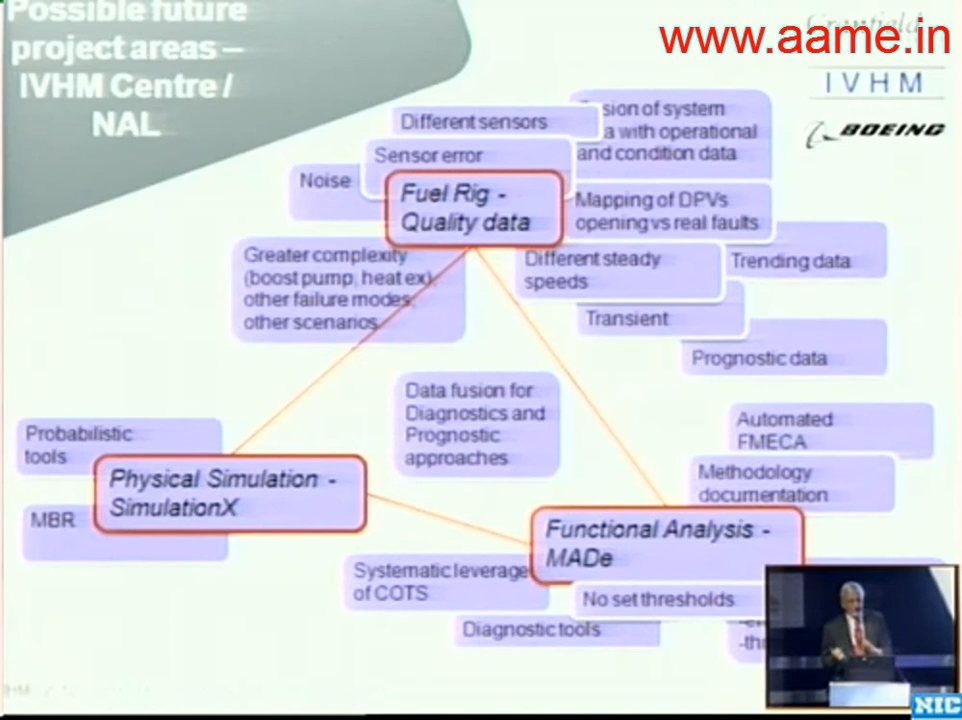 Possible future
project areas –
IVHM Centre /
NAL
www.aame.in
Cranfield
IVHM
BOEING
Different sensors
Sensor error
Noise
Fuel Rig -
Quality data
of system
with operational
and condition data
Mapping of DPVs
opening vs real faults
Greater complexity
(boost pump, heat ex),
other failure modes,
other scenarios
Different steady
speeds
Trending data
Transient
Prognostic data
Data fusion for
Diagnostics and
Prognostic
approaches
Probabilistic
tools
Physical Simulation -
SimulationX
MBR
Automated
FMECA
Methodology
documentation
Functional Analysis -
MADe
Systematic leverage
of COTS
No set thresholds
Diagnostic tools
NIC